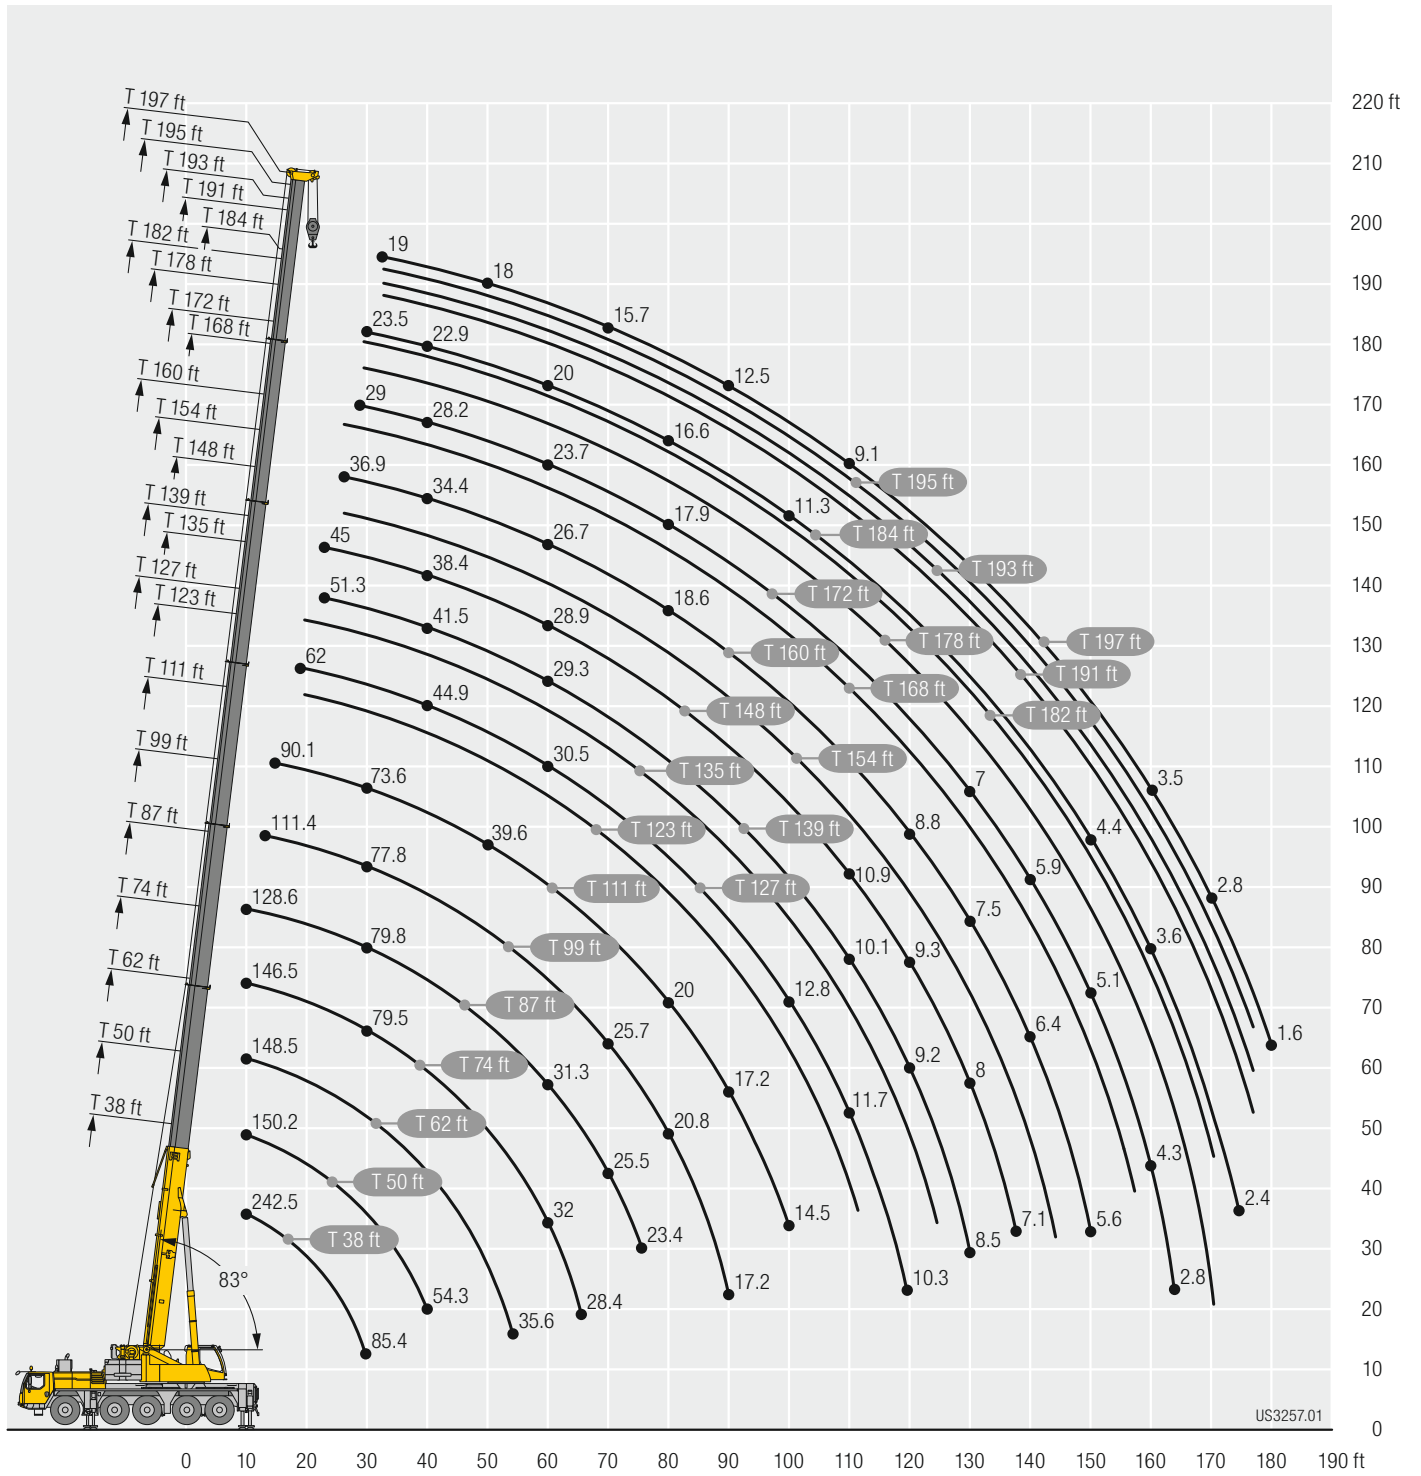 220 ft
T 197 ft
T 195 ft
T 193 ft
210
T 191 ft
T 184 ft
200
T 182 ft
T 178 ft
19
18
190
T 172 ft
T 168 ft
15.7
23.5
22.9
180
20
12.5
T 160 ft
29
28.2
170
T 154 ft
16.6
T 148 ft
23.7
9.1
160
36.9
34.4
T 195 ft
T 139 ft
17.9
11.3
T 135 ft
45
26.7
T 184 ft
150
38.4
T 193 ft
T 127 ft
51.3
T 172 ft
140
T 123 ft
41.5
28.9
18.6
T 178 ft
T 197 ft
130
62
29.3
T 160 ft
T 111 ft
44.9
T 168 ft
T 191 ft
T 148 ft
T 182 ft
120
T 99 ft
90.1
30.5
T 135 ft
T 154 ft
110
73.6
7
3.5
T 87 ft
111.4
39.6
T 123 ft
T 139 ft
8.8
4.4
100
77.8
10.9
5.9
T 74 ft
128.6
T 111 ft
T 127 ft
2.8
90
7.5
79.8
T 99 ft
10.1
9.3
3.6
80
T 62 ft
146.5
20
12.8
5.1
T 87 ft
79.5
25.7
6.4
1.6
70
T 50 ft
148.5
T 74 ft
31.3
17.2
9.2
8
60
T 38 ft
150.2
T 62 ft
20.8
11.7
50
25.5
4.3
T 50 ft
242.5
32
14.5
7.1
5.6
2.4
40
T 38 ft
23.4
8.5
30
83°
17.2
10.3
2.8
54.3
28.4
20
85.4
35.6
10
US3257.01
0
0 10 20 30 40 50 60 70 80 90 100 110 120 130 140 150 160 170 180 190 ft